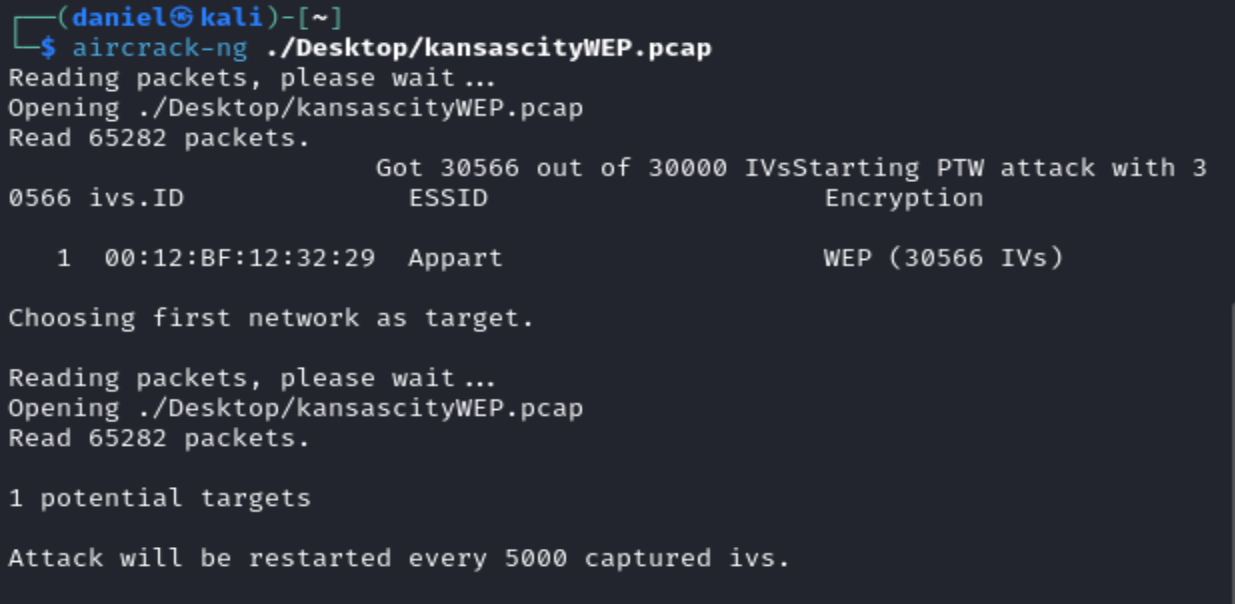 ┌──(daniel㉿kali)-[~]
└─$ aircrack-ng ./Desktop/kansascityWEP.pcap
Reading packets, please wait...
Opening ./Desktop/kansascityWEP.pcap
Read 65282 packets.
Got 30566 out of 30000 IVsStarting PTW attack with 3
0566 ivs.ID ESSID Encryption
1 00:12:BF:12:32:29 Appart WEP (30566 IVs)
Choosing first network as target.
Reading packets, please wait...
Opening ./Desktop/kansascityWEP.pcap
Read 65282 packets.
1 potential targets
Attack will be restarted every 5000 captured ivs.